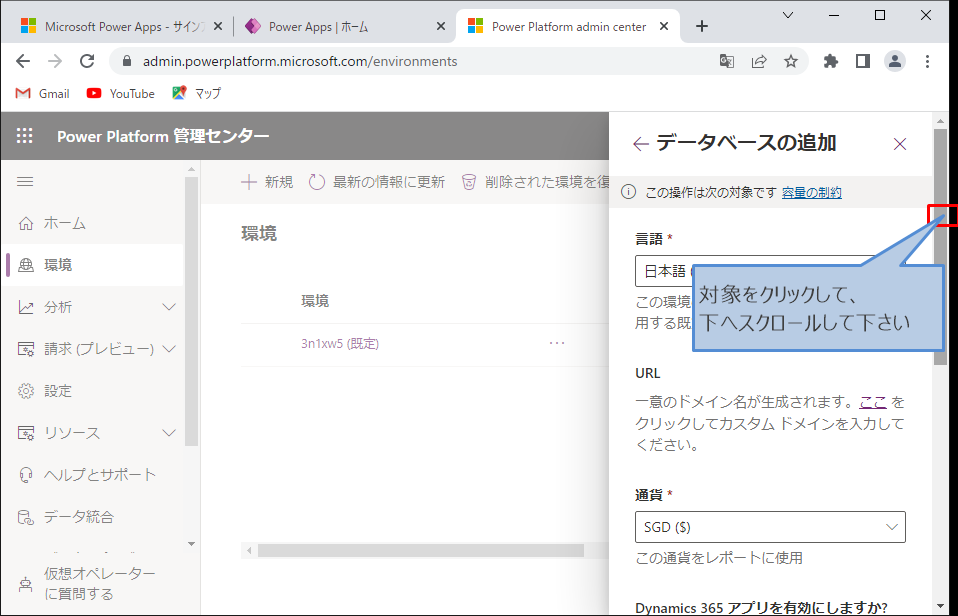 Microsoft Power Apps - サインフ
Power Apps | ホーム
Power Platform admin center
admin.powerplatform.microsoft.com/environments
Gmail
YouTube
マップ
Power Platform 管理センター
ホーム
環境
分析
請求 (プレビュー)
設定
リソース
ヘルプとサポート
データ統合
仮想オペレーター
に質問する
新規
最新の情報に更新
削除された環境を復
環境
環境
3n1xw5 (既定)
データベースの追加
この操作は次の対象です 容量の制約
言語 *
日本語
この環境
用する既
対象をクリックして、
下へスクロールして下さい
URL
一意のドメイン名が生成されます。ここ を
クリックしてカスタム ドメインを入力して
ください。
通貨 *
SGD ($)
この通貨をレポートに使用
Dynamics 365 アプリを有効にしますか?